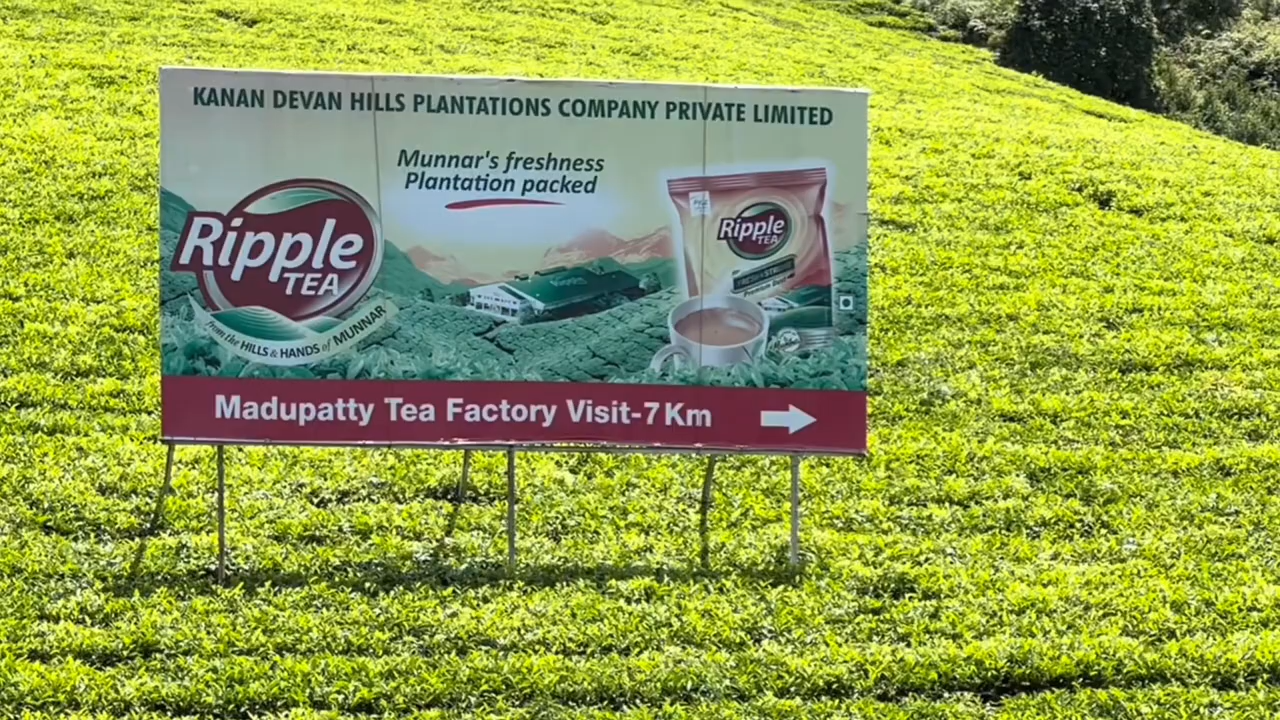 KANAN DEVAN HILLS PLANTATIONS COMPANY PRIVATE LIMITED
Munnar's freshness
Plantation packed
Ripple
TEA
from the HILLS & HANDS of MUNNAR
Ripple
TEA
Madupatty Tea Factory Visit-7 Km